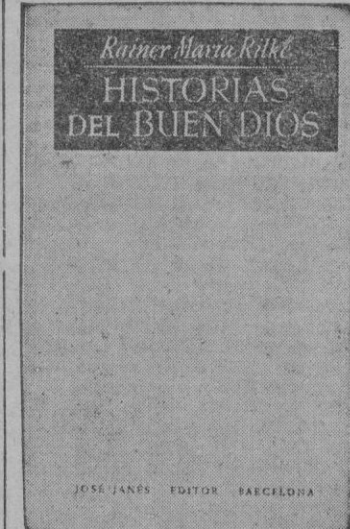 Rainer Maria Rilke
HISTORIAS
DEL BUEN DIOS
JOSÉ JANÉS EDITOR BARCELONA